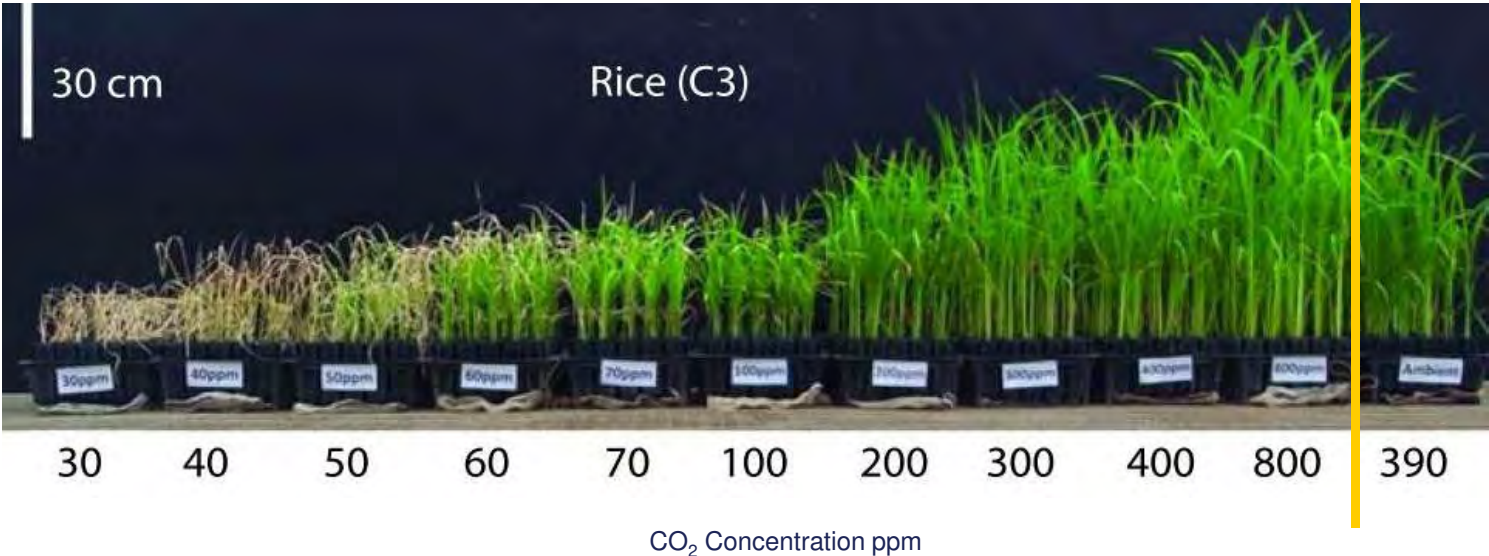 30 cm
Rice (C3)
30ppm
40ppm
50ppm
60ppm
70ppm
100ppm
200ppm
300ppm
400ppm
800ppm
Ambient
30 40 50 60 70 100 200 300 400 800 390
CO₂ Concentration ppm